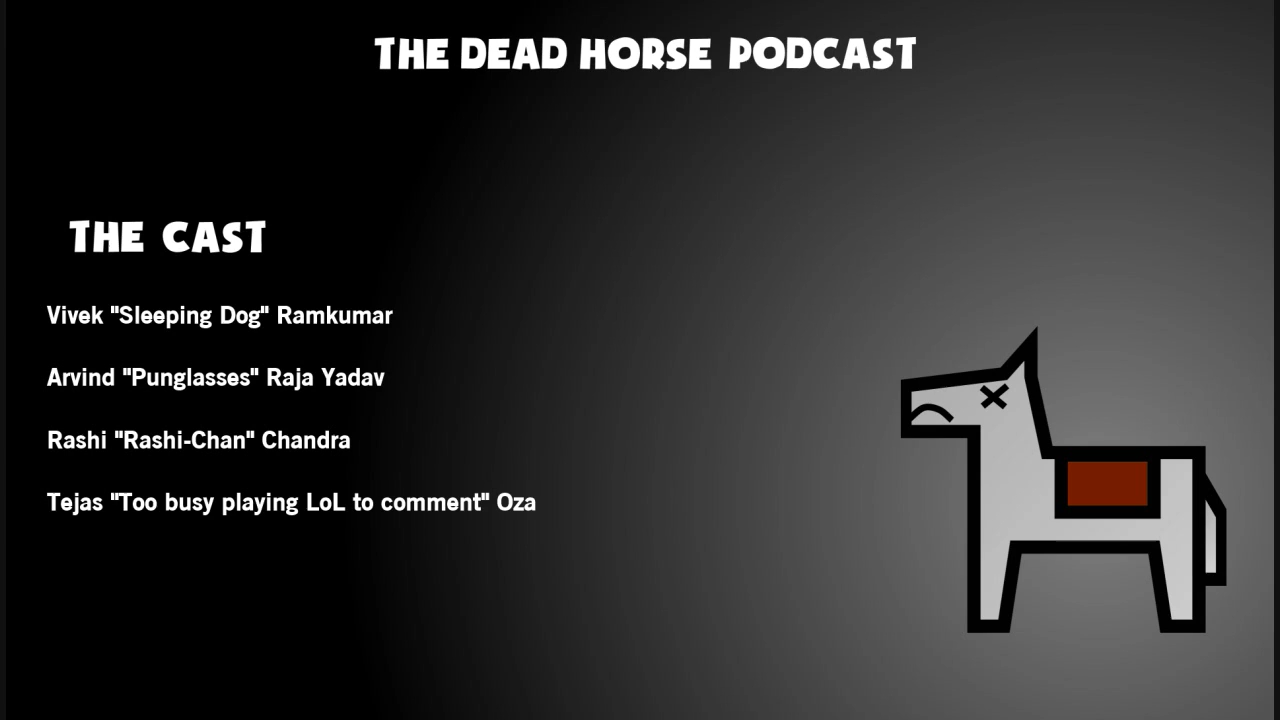 THE DEAD HORSE PODCAST
THE CAST
Vivek "Sleeping Dog" Ramkumar
Arvind "Punglasses" Raja Yadav
Rashi "Rashi-Chan" Chandra
Tejas "Too busy playing LoL to comment" Oza